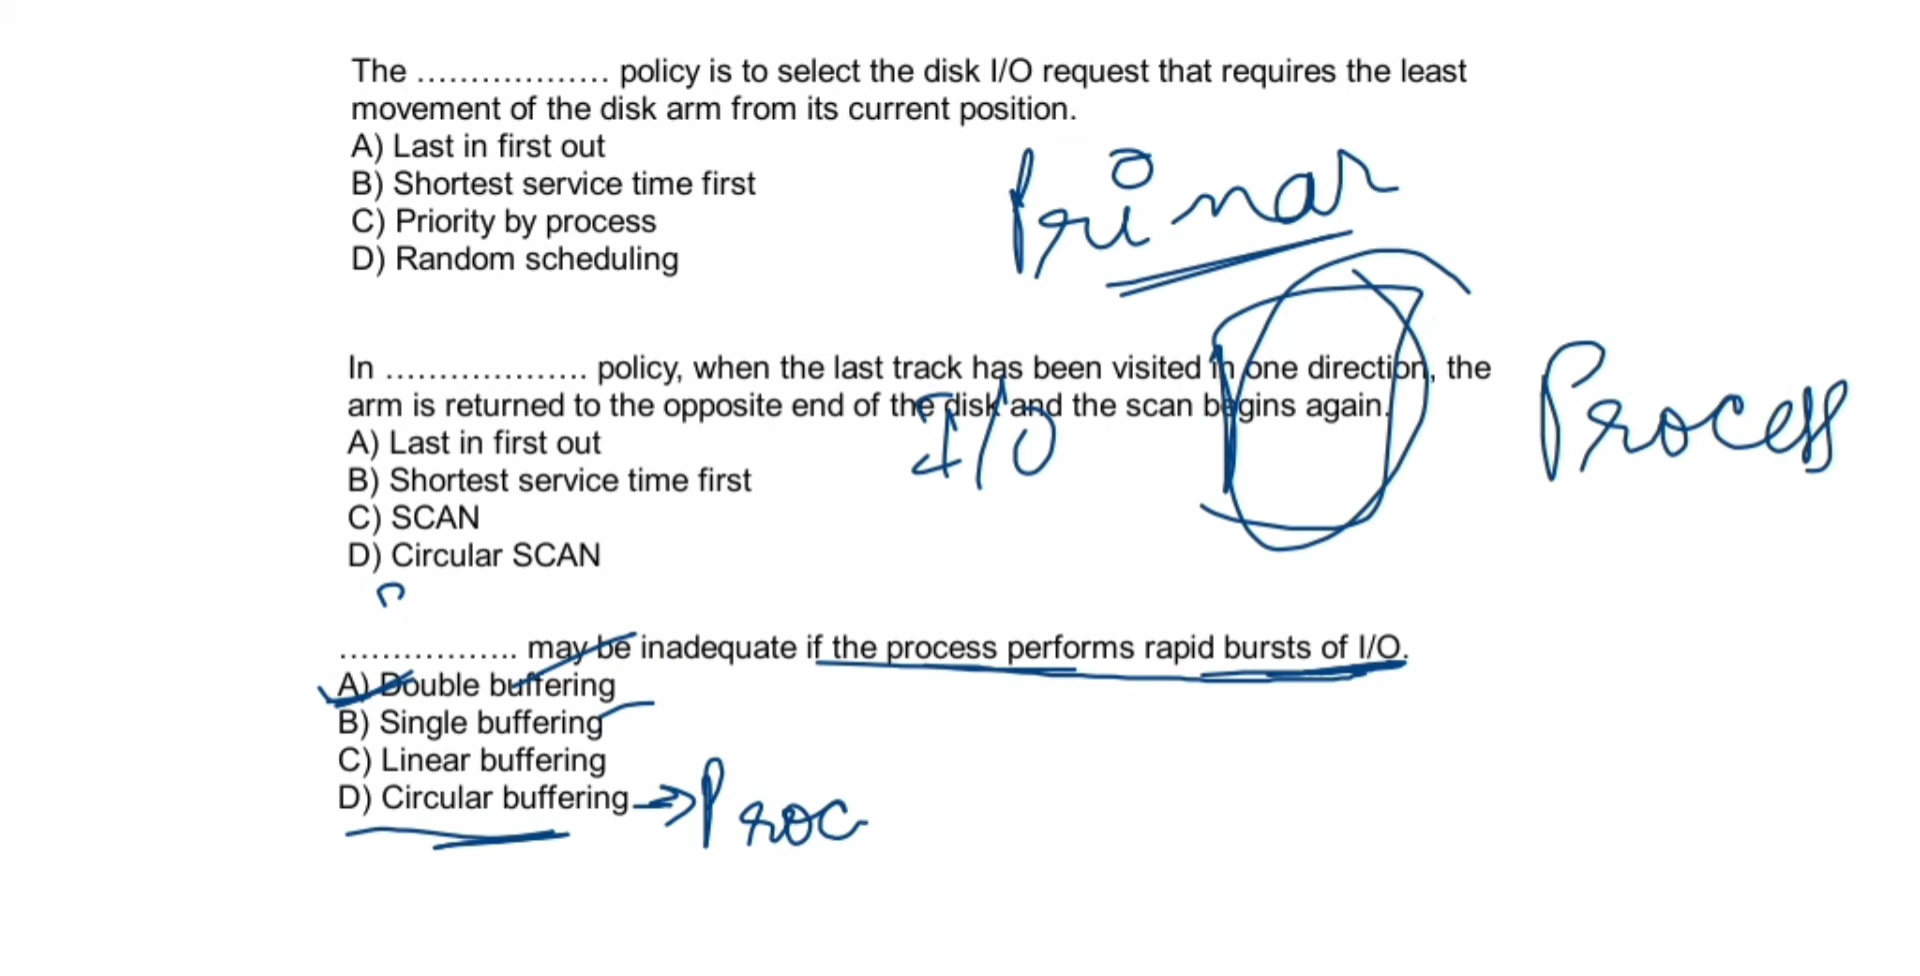 The .................. policy is to select the disk I/O request that requires the least
movement of the disk arm from its current position.
A) Last in first out
B) Shortest service time first
C) Priority by process
D) Random scheduling
Primar
In ................... policy, when the last track has been visited in one direction, the
arm is returned to the opposite end of the disk and the scan begins again.
I/O
Process
A) Last in first out
B) Shortest service time first
C) SCAN
D) Circular SCAN
................. may be inadequate if the process performs rapid bursts of I/O.
A) Double buffering
B) Single buffering
C) Linear buffering
D) Circular buffering
Proc